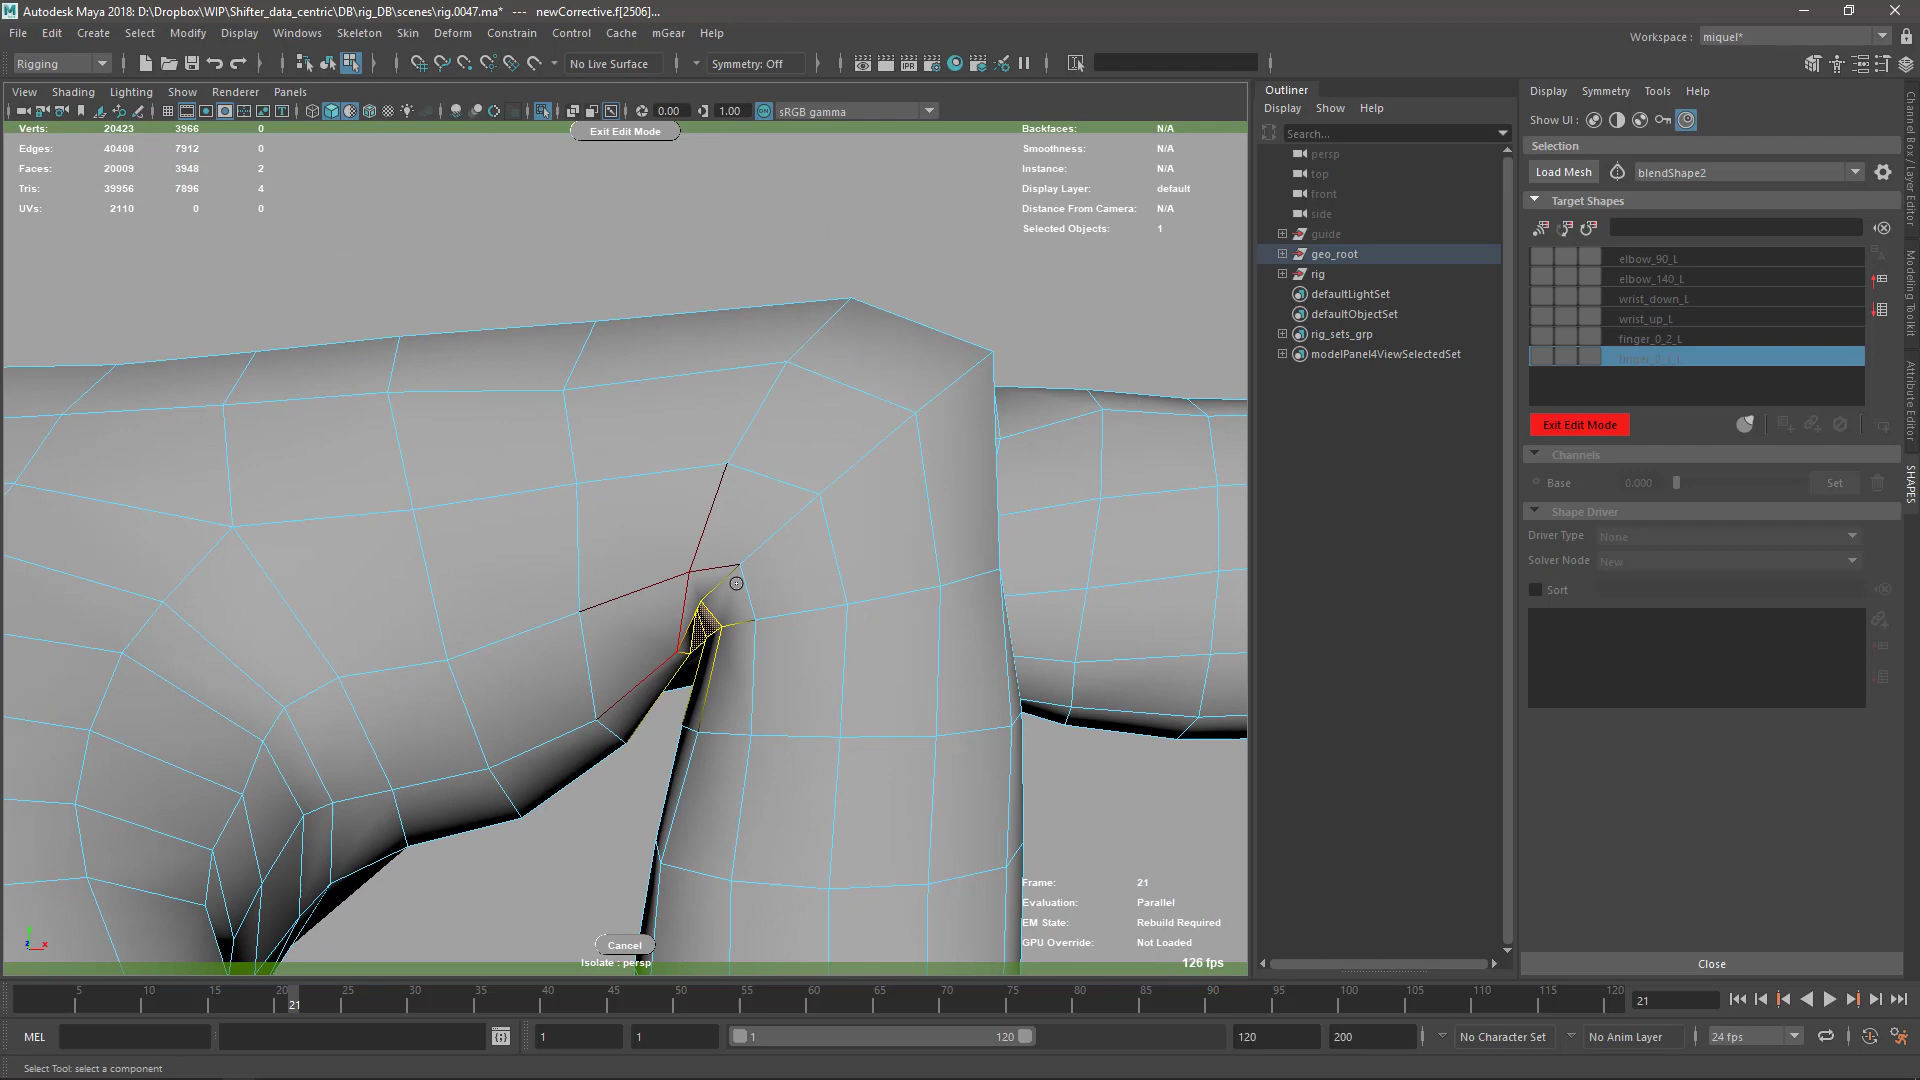 Autodesk Maya 2018: D:\Dropbox\WIP\Shifter_data_centric\DB\rig_DB\scenes\rig.0047.ma*   ---   newCorrective.f[2506]...
File Edit Create Select Modify Display Windows Skeleton Skin Deform Constrain Control Cache mGear Help
Workspace : miquel*
Rigging No Live Surface Symmetry: Off
View Shading Lighting Show Renderer Panels
0.00 1.00 ON sRGB gamma
Verts: 20423 3966 0
Edges: 40408 7912 0
Faces: 20009 3948 2
Tris: 39956 7896 4
UVs: 2110 0 0
Exit Edit Mode
Backfaces: N/A
Smoothness: N/A
Instance: N/A
Display Layer: default
Distance From Camera: N/A
Selected Objects: 1
Frame: 21
Evaluation: Parallel
EM State: Rebuild Required
GPU Override: Not Loaded
Cancel
Isolate : persp
126 fps
Outliner
Display Show Help
Search...
persp
top
front
side
guide
geo_root
rig
defaultLightSet
defaultObjectSet
rig_sets_grp
modelPanel4ViewSelectedSet
Display Symmetry Tools Help
Show UI :
Selection
Load Mesh blendShape2
Target Shapes
elbow_90_L
elbow_140_L
wrist_down_L
wrist_up_L
finger_0_2_L
Exit Edit Mode
Channels
Base 0.000 Set
Shape Driver
Driver Type None
Solver Node New
Sort
Close
Channel Box / Layer Editor
Modeling Toolkit
Attribute Editor
SHAPES
5 10 15 20 25 30 35 40 45 50 55 60 65 70 75 80 85 90 95 100 105 110 115 120
21
21
MEL 1 1 1 120 120 200 No Character Set No Anim Layer 24 fps
Select Tool: select a component